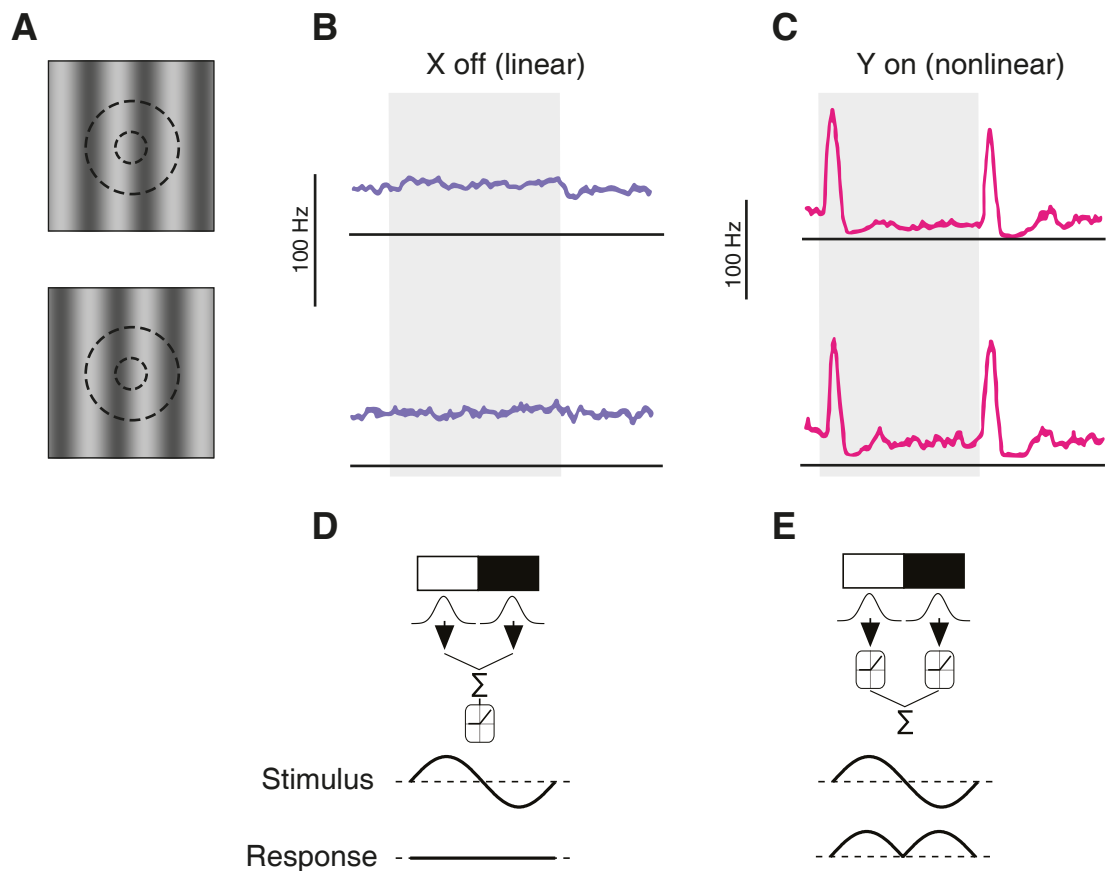 A
B
C
X off (linear)
Y on (nonlinear)
100 Hz
100 Hz
D
E
Σ
Σ
Stimulus
Response